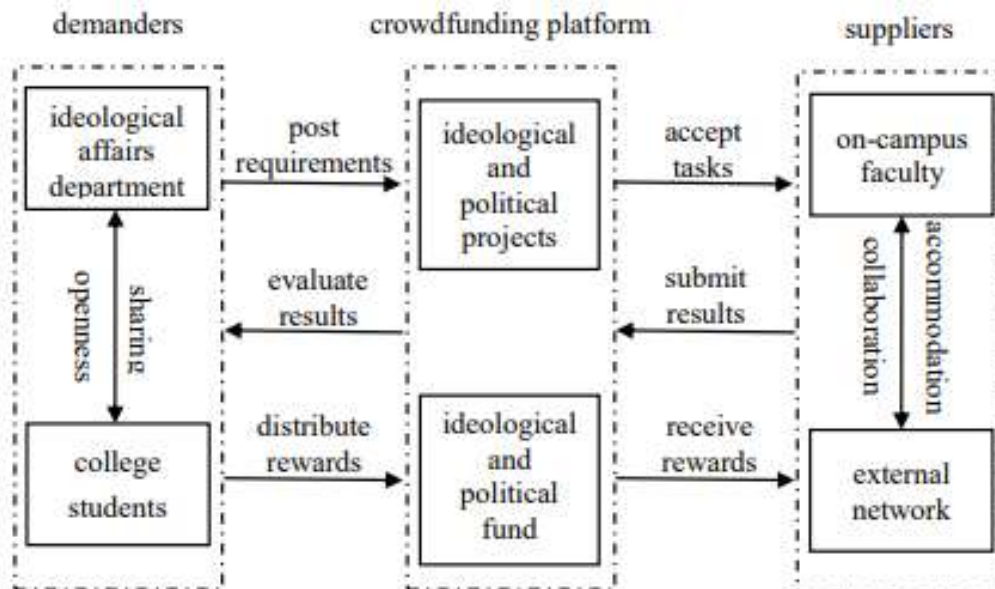 demanders
crowdfunding platform
suppliers
ideological
affairs
department
post
requirements
ideological
and
political
projects
accept
tasks
on-campus
faculty
openness
sharing
evaluate
results
submit
results
collaboration
accommodation
college
students
distribute
rewards
ideological
and
political
fund
receive
rewards
external
network